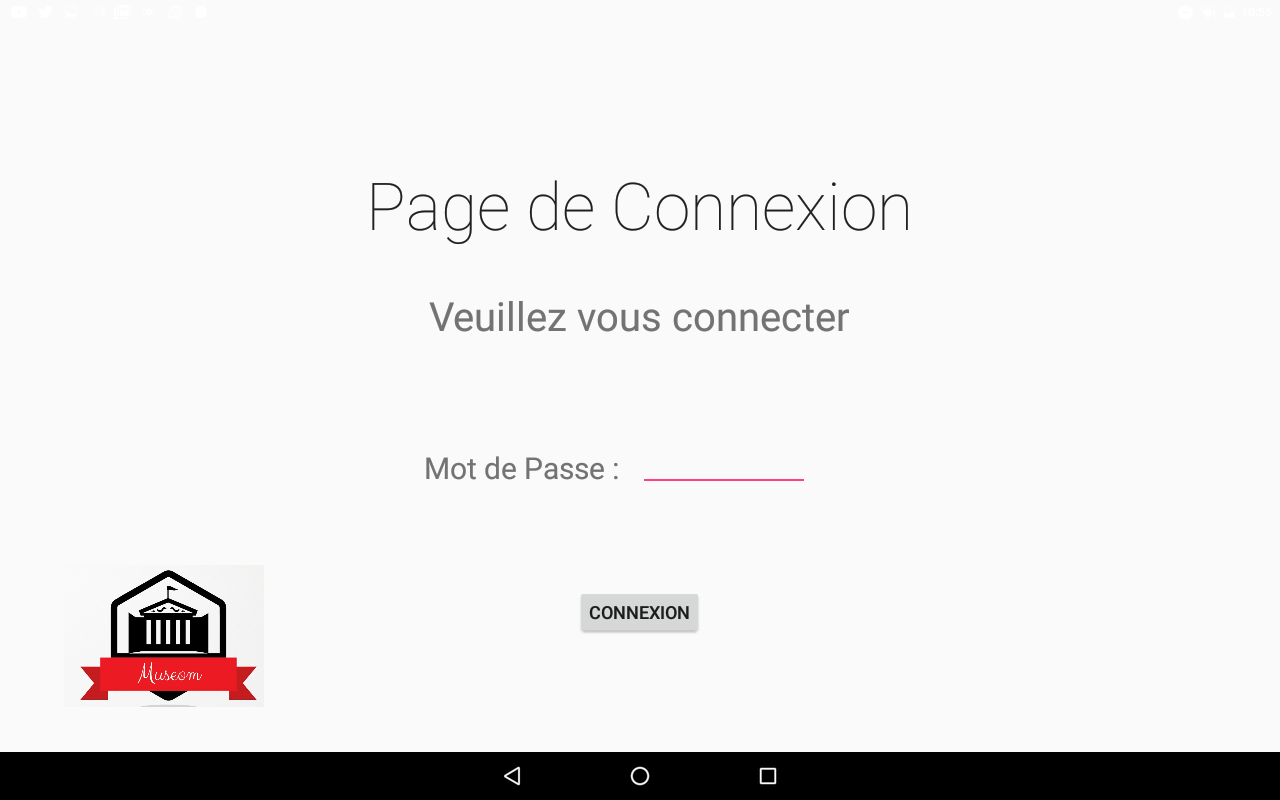 Page de Connexion
Veuillez vous connecter
Mot de Passe :
CONNEXION
Museom